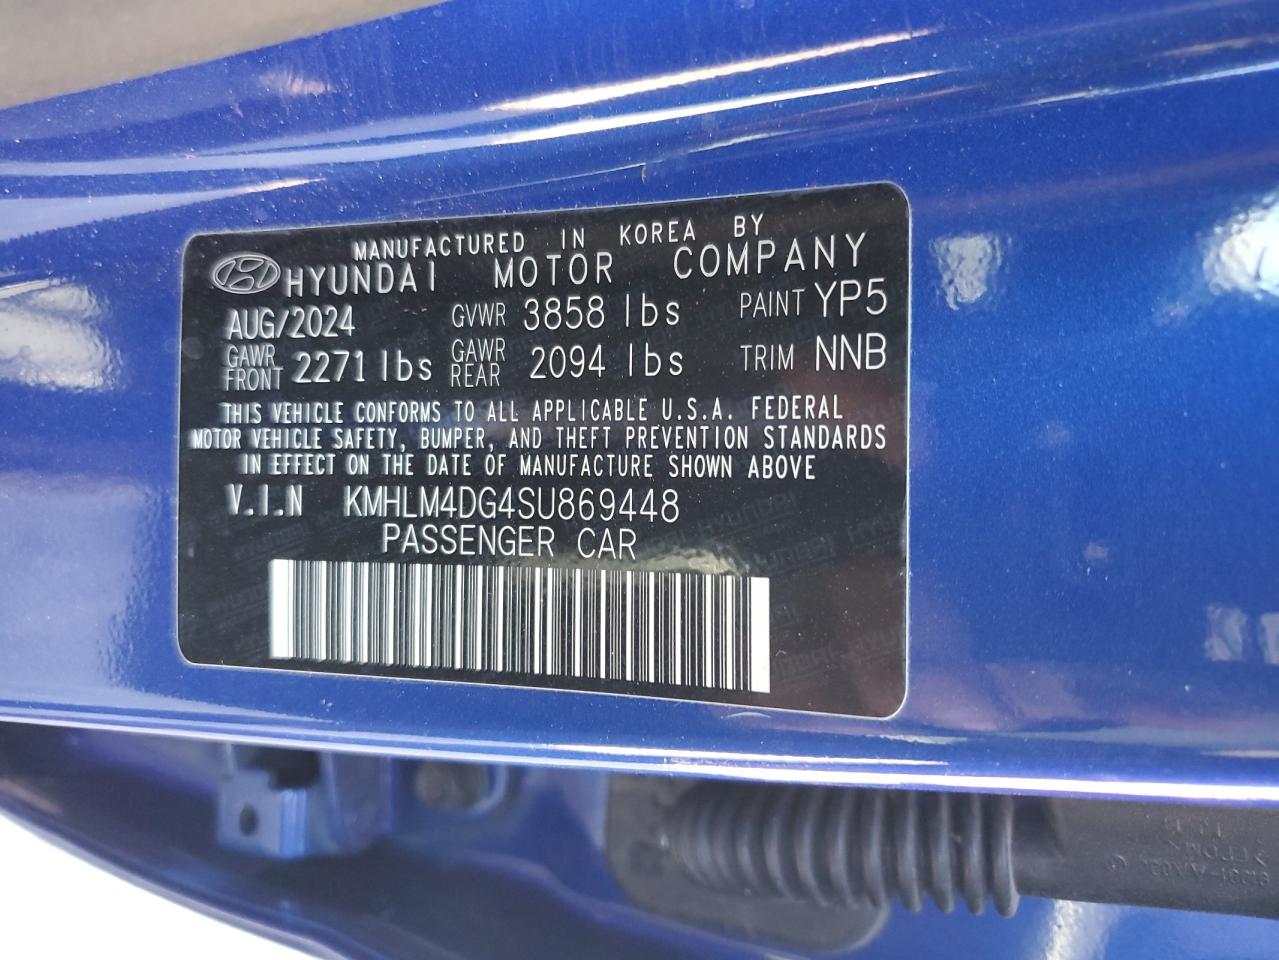 MANUFACTURED IN KOREA BY
HYUNDAI MOTOR COMPANY
AUG/2024 GVWR 3858 lbs PAINT YP5
GAWR FRONT 2271 lbs GAWR REAR 2094 lbs TRIM NNB
THIS VEHICLE CONFORMS TO ALL APPLICABLE U.S.A. FEDERAL
MOTOR VEHICLE SAFETY, BUMPER, AND THEFT PREVENTION STANDARDS
IN EFFECT ON THE DATE OF MANUFACTURE SHOWN ABOVE
V.I.N KMHLM4DG4SU869448
PASSENGER CAR